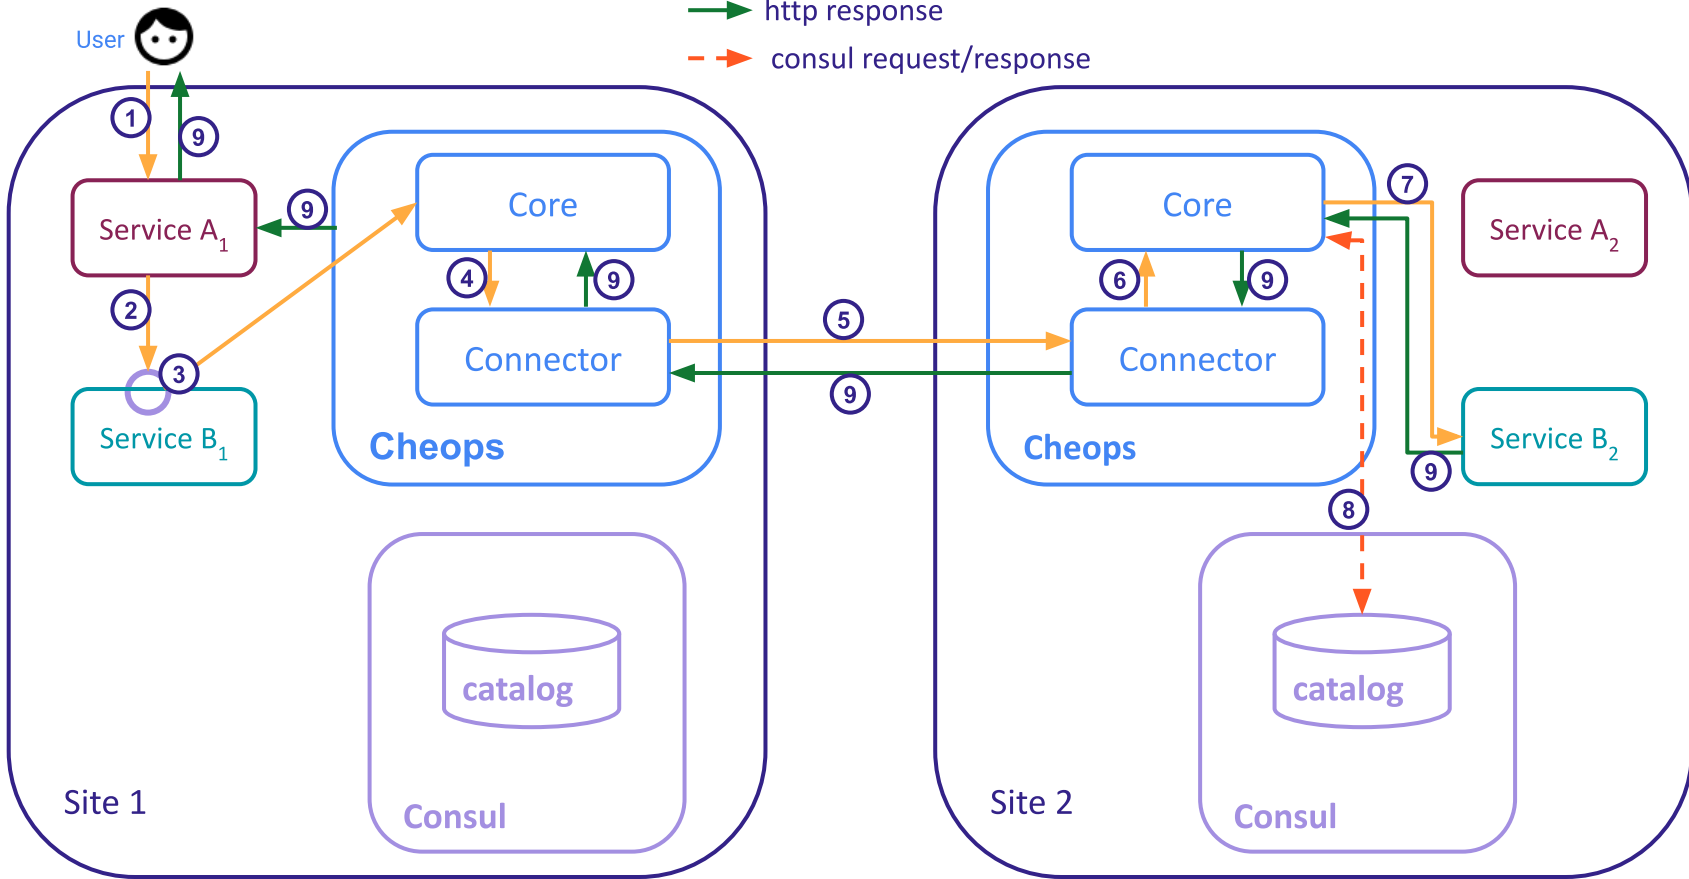 http response
User
consul request/response
1
9
Service A1
9
Core
4
9
Connector
2
3
Service B1
Cheops
5
9
Core
7
Service A2
6
9
Connector
Cheops
Service B2
9
8
catalog
Consul
Site 1
catalog
Consul
Site 2